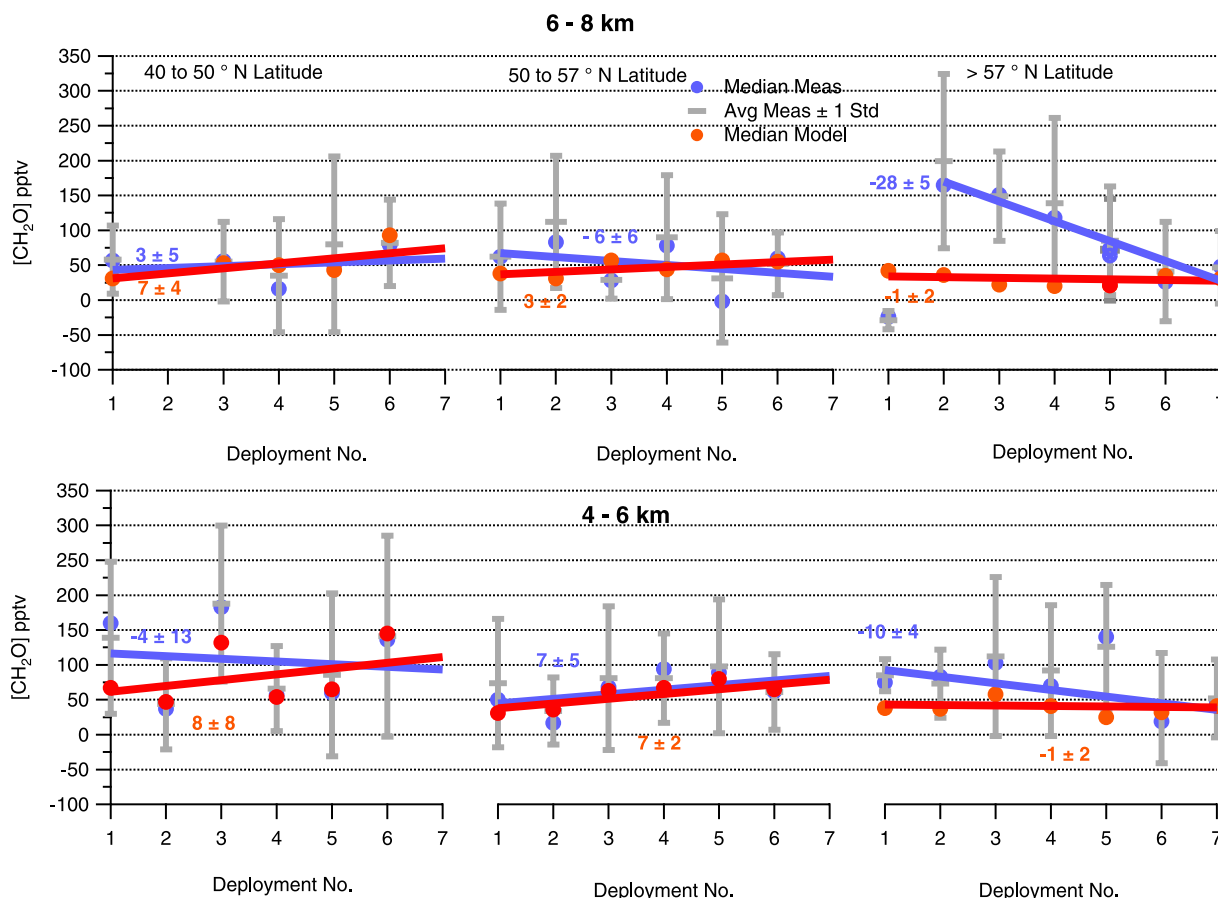 6 - 8 km
350
300
250
200
150
100
50
0
-50
-100
[CH₂O] pptv
40 to 50 ° N Latitude
50 to 57 ° N Latitude
> 57 ° N Latitude
Median Meas
Avg Meas ± 1 Std
Median Model
3 ± 5
7 ± 4
- 6 ± 6
3 ± 2
-28 ± 5
-1 ± 2
1 2 3 4 5 6 7
1 2 3 4 5 6 7
1 2 3 4 5 6 7
Deployment No.
Deployment No.
Deployment No.
4 - 6 km
350
300
250
200
150
100
50
0
-50
-100
[CH₂O] pptv
-4 ± 13
8 ± 8
7 ± 5
7 ± 2
-10 ± 4
-1 ± 2
1 2 3 4 5 6 7
1 2 3 4 5 6 7
1 2 3 4 5 6 7
Deployment No.
Deployment No.
Deployment No.